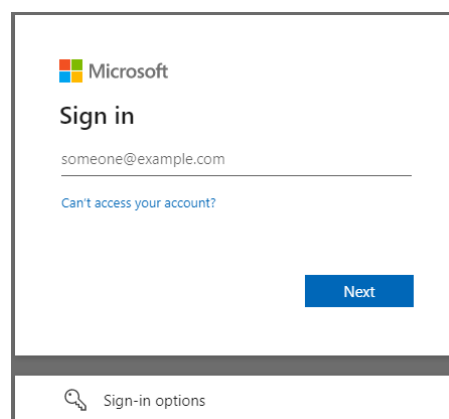 Microsoft
Sign in
someone@example.com
Can't access your account?
Next
Sign-in options